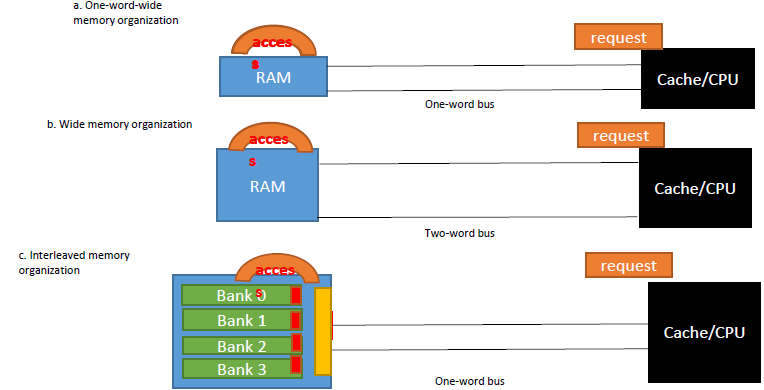 a. One-word-wide
memory organization
acces
s
RAM
request
Cache/CPU
One-word bus
b. Wide memory organization
acces
s
RAM
request
Cache/CPU
Two-word bus
c. Interleaved memory
organization
acces
s
Bank 0
Bank 1
Bank 2
Bank 3
request
Cache/CPU
One-word bus